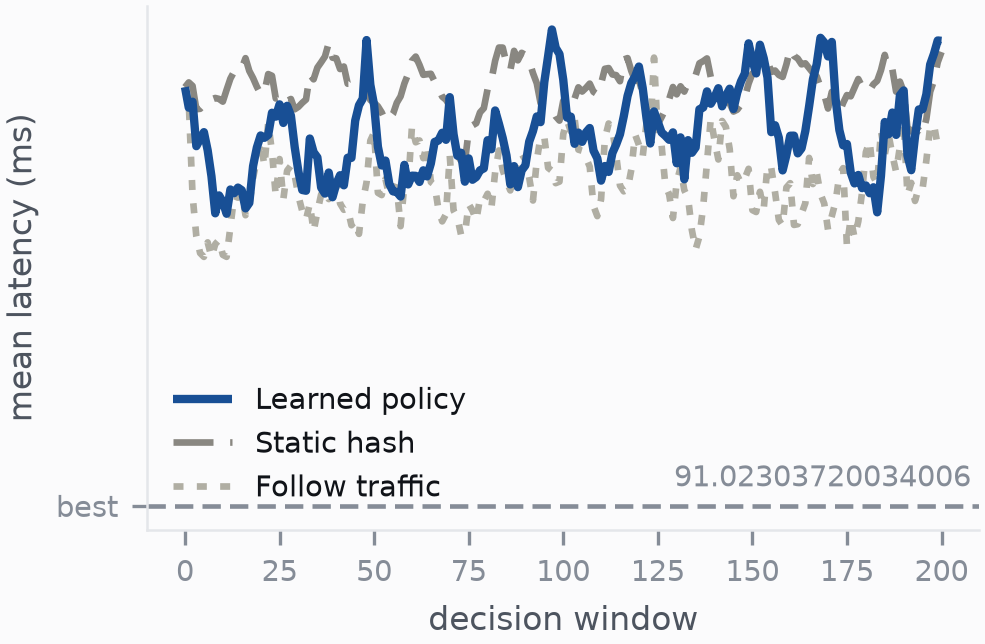 mean latency (ms)
Learned policy
Static hash
Follow traffic
91.02303720034006
best
0 25 50 75 100 125 150 175 200
decision window